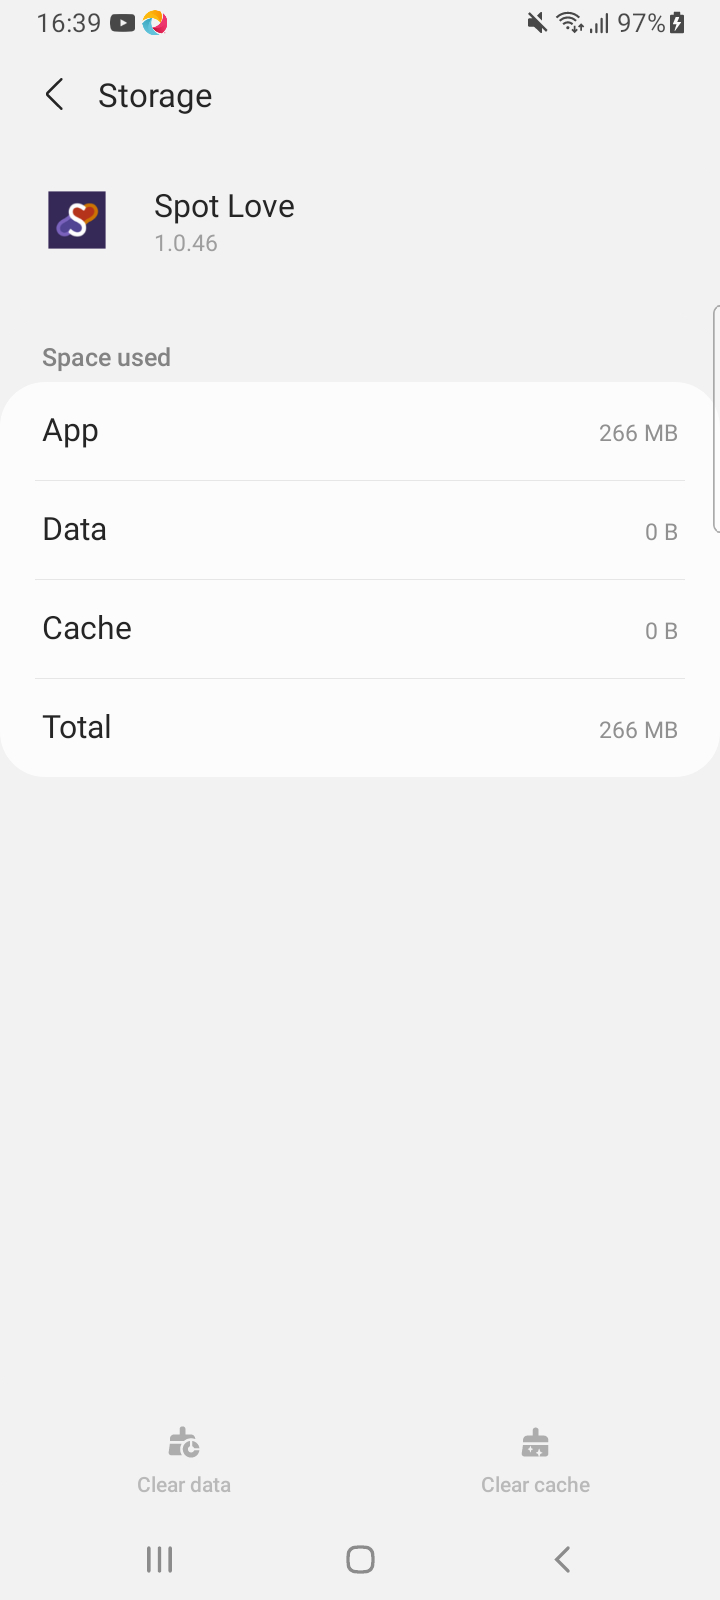 16:39 97%
Storage
Spot Love
1.0.46
Space used
App 266 MB
Data 0 B
Cache 0 B
Total 266 MB
Clear data Clear cache